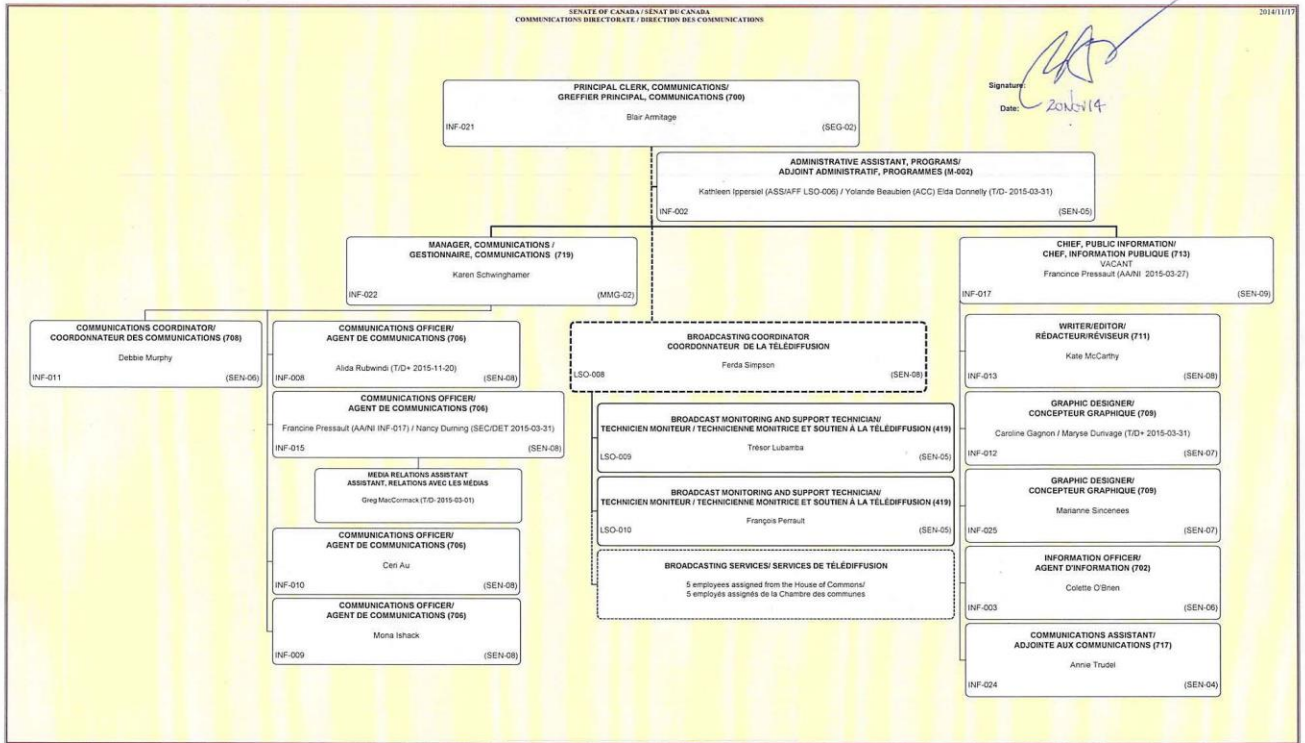 SENATE OF CANADA / SÉNAT DU CANADA
COMMUNICATIONS DIRECTORATE / DIRECTION DES COMMUNICATIONS
2014/11/17
Signature:
Date: 20 Nov 14
PRINCIPAL CLERK, COMMUNICATIONS/
GREFFIER PRINCIPAL, COMMUNICATIONS (700)
Blair Armitage
INF-021 (SEG-02)
ADMINISTRATIVE ASSISTANT, PROGRAMS/
ADJOINT ADMINISTRATIF, PROGRAMMES (M-002)
Kathleen Ippersiel (ASS/AFF LSO-006) / Yolande Beaubien (ACC) Elda Donnelly (T/D- 2015-03-31)
INF-002 (SEN-05)
MANAGER, COMMUNICATIONS /
GESTIONNAIRE, COMMUNICATIONS (719)
Karen Schwinghamer
INF-022 (MMG-02)
CHIEF, PUBLIC INFORMATION/
CHEF, INFORMATION PUBLIQUE (713)
VACANT
Francince Pressault (AA/NI 2015-03-27)
INF-017 (SEN-09)
COMMUNICATIONS COORDINATOR/
COORDONNATEUR DES COMMUNICATIONS (708)
Debbie Murphy
INF-011 (SEN-06)
COMMUNICATIONS OFFICER/
AGENT DE COMMUNICATIONS (706)
Alida Rubwindi (T/D+ 2015-11-20)
INF-008 (SEN-08)
COMMUNICATIONS OFFICER/
AGENT DE COMMUNICATIONS (706)
Francine Pressault (AA/NI INF-017) / Nancy Durning (SEC/DET 2015-03-31)
INF-015 (SEN-08)
MEDIA RELATIONS ASSISTANT
ASSISTANT, RELATIONS AVEC LES MÉDIAS
Greg MacCormack (T/D- 2015-03-01)
COMMUNICATIONS OFFICER/
AGENT DE COMMUNICATIONS (706)
Ceri Au
INF-010 (SEN-08)
COMMUNICATIONS OFFICER/
AGENT DE COMMUNICATIONS (706)
Mona Ishack
INF-009 (SEN-08)
BROADCASTING COORDINATOR
COORDONNATEUR DE LA TÉLÉDIFFUSION
Ferda Simpson
LSO-008 (SEN-08)
BROADCAST MONITORING AND SUPPORT TECHNICIAN/
TECHNICIEN MONITEUR / TECHNICIENNE MONITRICE ET SOUTIEN À LA TÉLÉDIFFUSION (419)
Trésor Lubamba
LSO-009 (SEN-05)
BROADCAST MONITORING AND SUPPORT TECHNICIAN/
TECHNICIEN MONITEUR / TECHNICIENNE MONITRICE ET SOUTIEN À LA TÉLÉDIFFUSION (419)
François Perrault
LSO-010 (SEN-05)
BROADCASTING SERVICES/ SERVICES DE TÉLÉDIFFUSION
5 employees assigned from the House of Commons/
5 employés assignés de la Chambre des communes
WRITER/EDITOR/
RÉDACTEUR/RÉVISEUR (711)
Kate McCarthy
INF-013 (SEN-08)
GRAPHIC DESIGNER/
CONCEPTEUR GRAPHIQUE (709)
Caroline Gagnon / Maryse Durivage (T/D+ 2015-03-31)
INF-012 (SEN-07)
GRAPHIC DESIGNER/
CONCEPTEUR GRAPHIQUE (709)
Marianne Sincenees
INF-025 (SEN-07)
INFORMATION OFFICER/
AGENT D'INFORMATION (702)
Colette O'Brien
INF-003 (SEN-06)
COMMUNICATIONS ASSISTANT/
ADJOINTE AUX COMMUNICATIONS (717)
Annie Trudel
INF-024 (SEN-04)